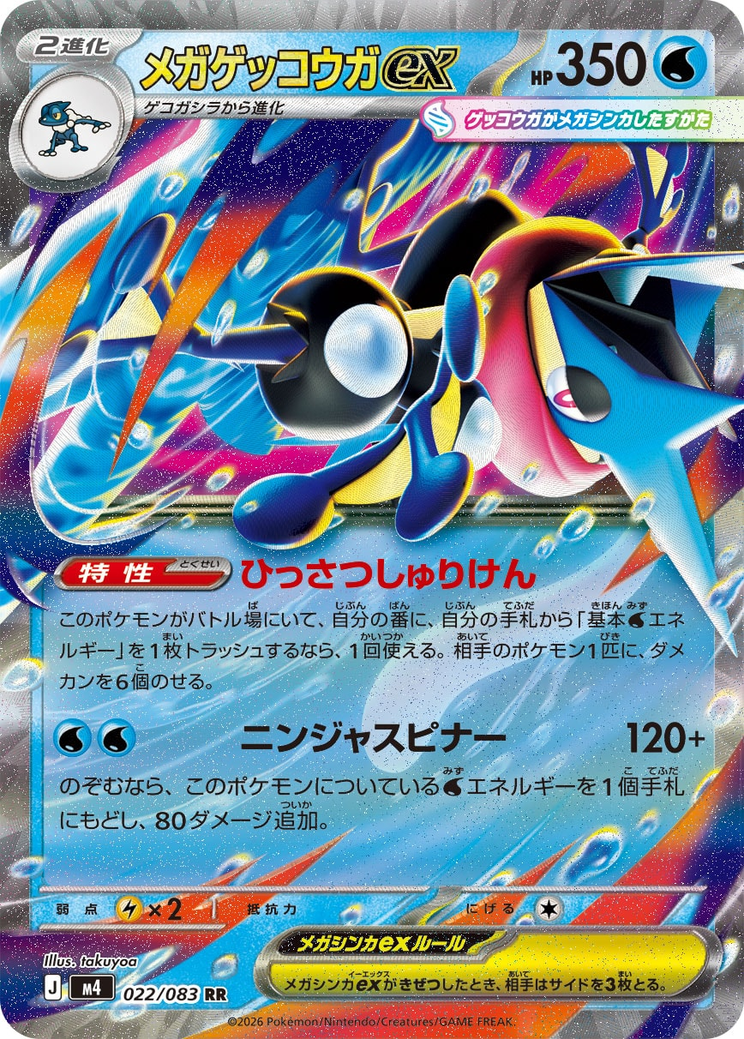 2進化
メガゲッコウガex
HP350
ゲコガシラから進化
ゲッコウガがメガシンカしたすがた
特性 とくせい
ひっさつしゅりけん
このポケモンがバトル場にいて、自分の番に、自分の手札から「基本エネ
ルギー」を1枚トラッシュするなら、1回使える。相手のポケモン1匹に、ダメ
カンを6個のせる。
ニンジャスピナー 120+
のぞむなら、このポケモンについているエネルギーを1個手札
にもどし、80ダメージ追加。
弱点 ×2 抵抗力 にげる
メガシンカexルール
メガシンカexがきぜつしたとき、相手はサイドを3枚とる。
Illus. takuyoa
J M4 022/083 RR
©2026 Pokémon/Nintendo/Creatures/GAME FREAK.